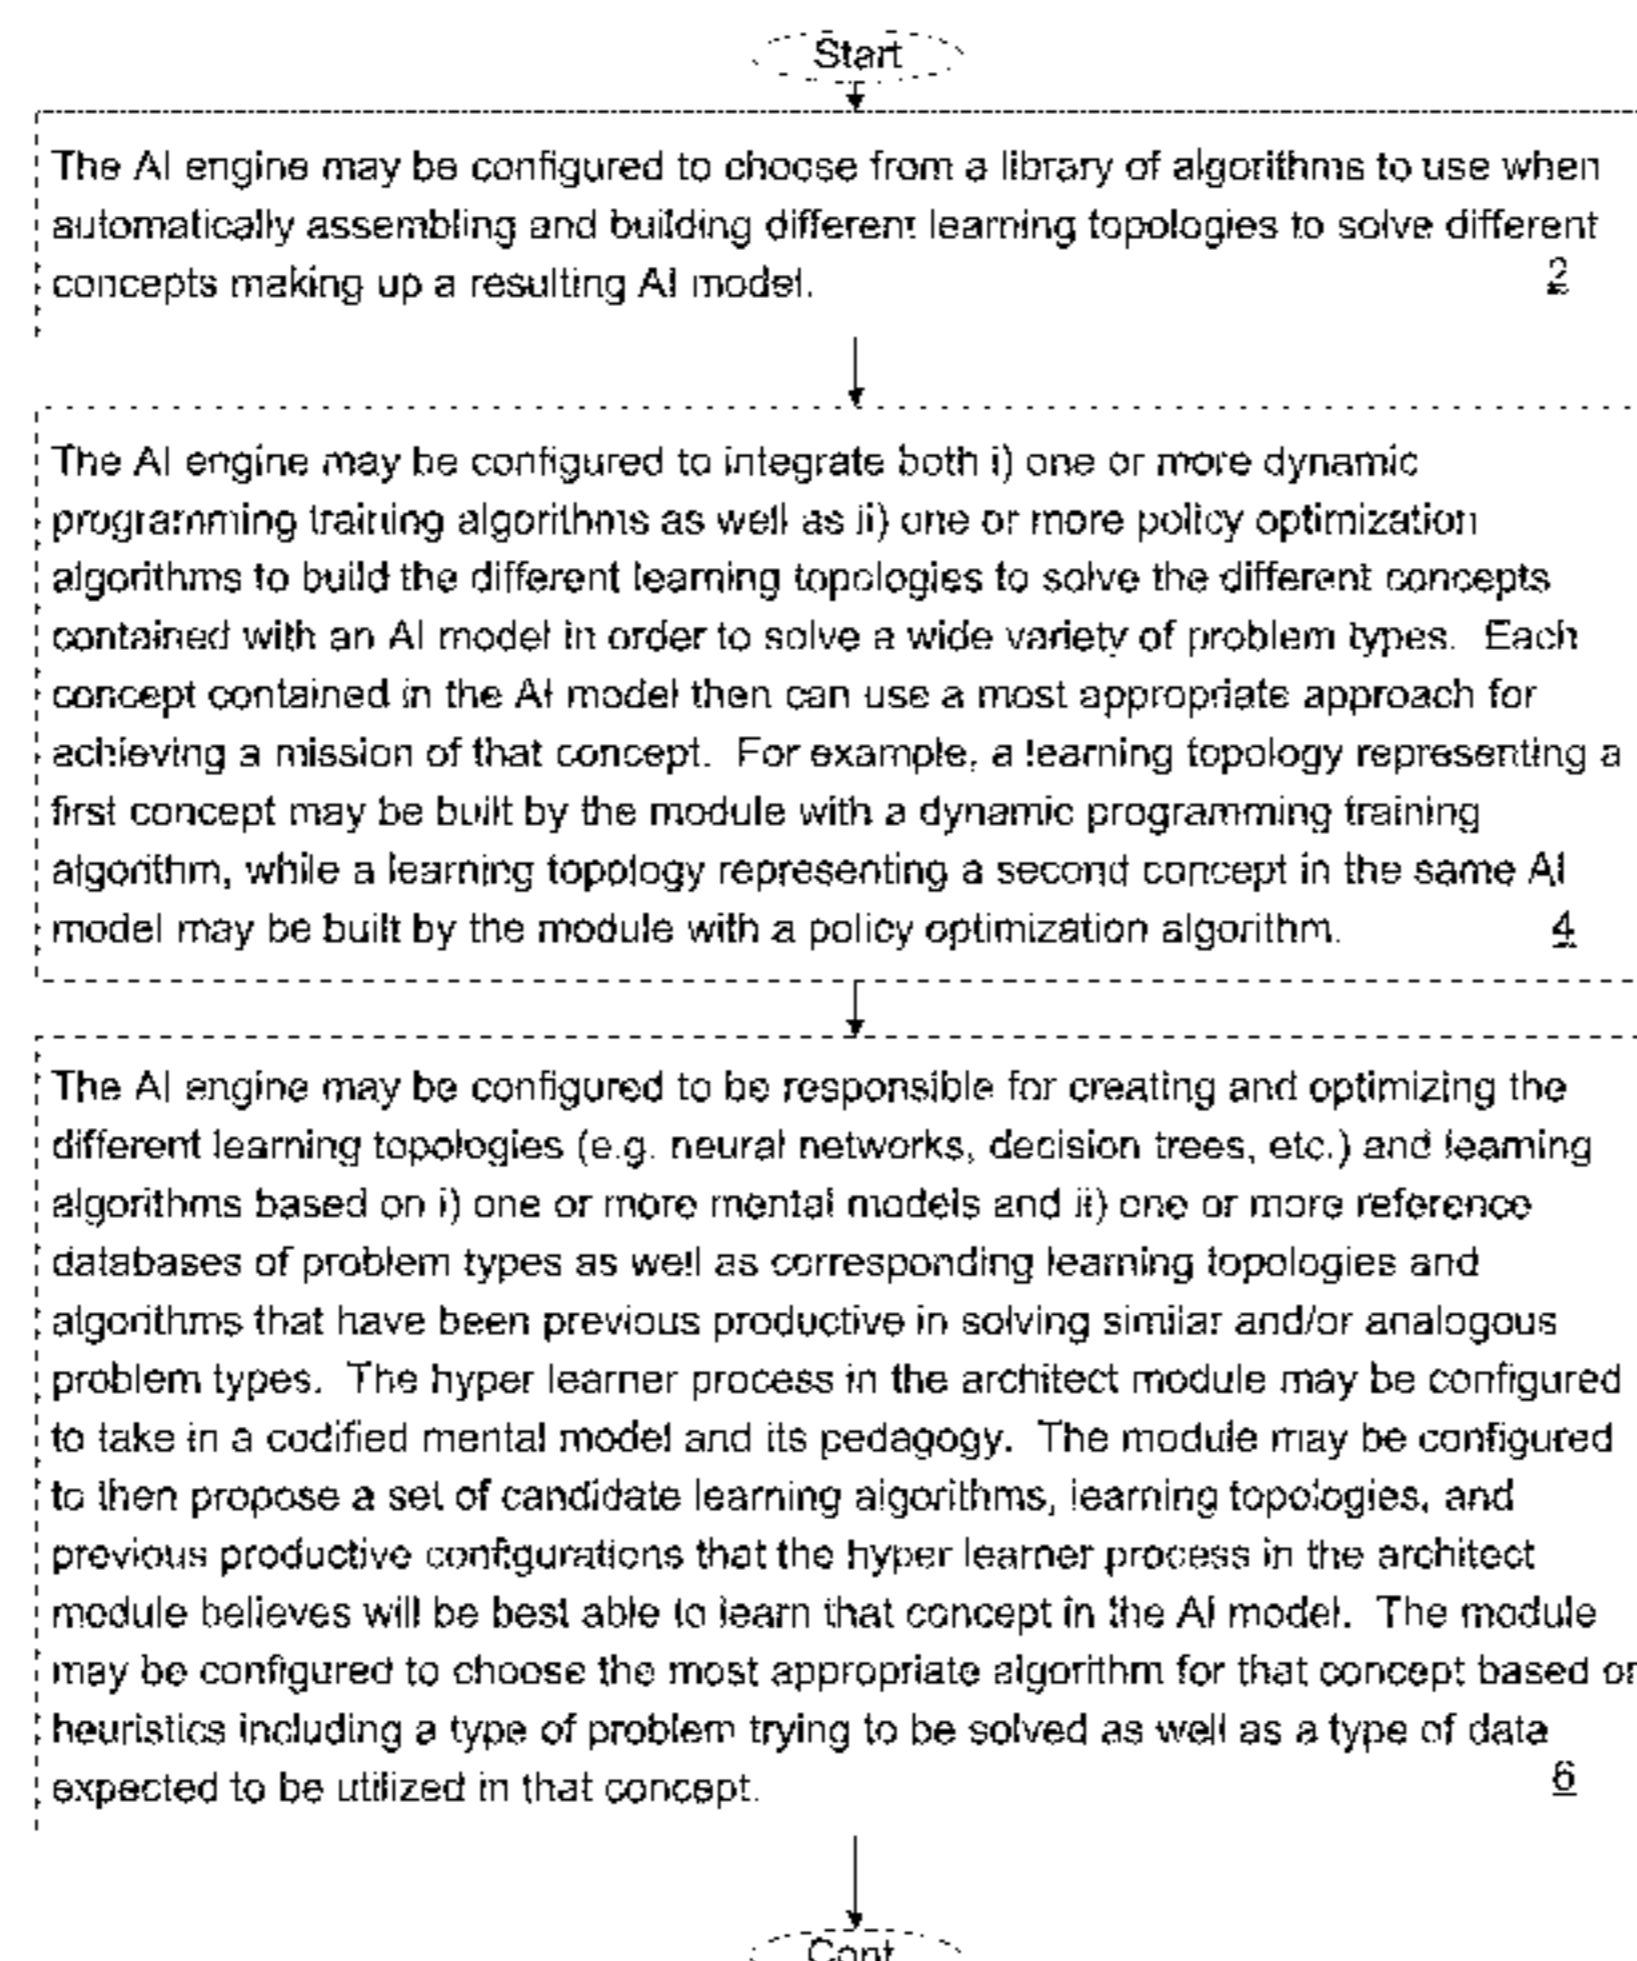 Start
The AI engine may be configured to choose from a library of algorithms to use when
automatically assembling and building different learning topologies to solve different
concepts making up a resulting AI model.
2
The AI engine may be configured to integrate both i) one or more dynamic
programming training algorithms as well as ii) one or more policy optimization
algorithms to build the different learning topologies to solve the different concepts
contained with an AI model in order to solve a wide variety of problem types.  Each
concept contained in the AI model then can use a most appropriate approach for
achieving a mission of that concept.  For example, a learning topology representing a
first concept may be built by the module with a dynamic programming training
algorithm, while a learning topology representing a second concept in the same AI
model may be built by the module with a policy optimization algorithm.
4
The AI engine may be configured to be responsible for creating and optimizing the
different learning topologies (e.g. neural networks, decision trees, etc.) and learning
algorithms based on i) one or more mental models and ii) one or more reference
databases of problem types as well as corresponding learning topologies and
algorithms that have been previous productive in solving similar and/or analogous
problem types.  The hyper learner process in the architect module may be configured
to take in a codified mental model and its pedagogy.  The module may be configured
to then propose a set of candidate learning algorithms, learning topologies, and
previous productive configurations that the hyper learner process in the architect
module believes will be best able to learn that concept in the AI model.  The module
may be configured to choose the most appropriate algorithm for that concept based on
heuristics including a type of problem trying to be solved as well as a type of data
expected to be utilized in that concept.
6
Cont